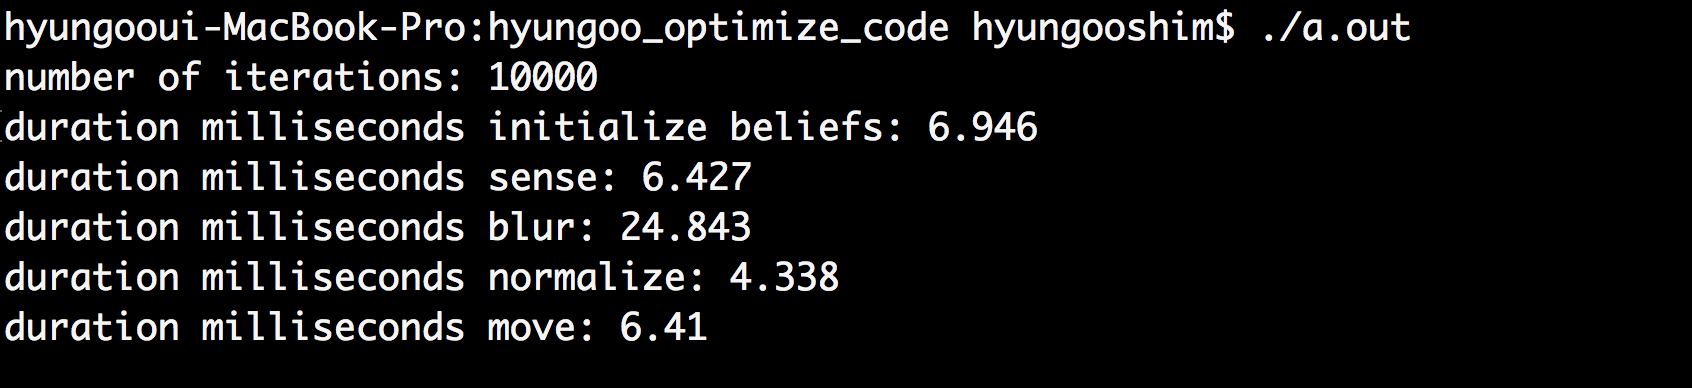 hyungooui-MacBook-Pro:hyungoo_optimize_code hyungooshim$ ./a.out
number of iterations: 10000
duration milliseconds initialize beliefs: 6.946
duration milliseconds sense: 6.427
duration milliseconds blur: 24.843
duration milliseconds normalize: 4.338
duration milliseconds move: 6.41